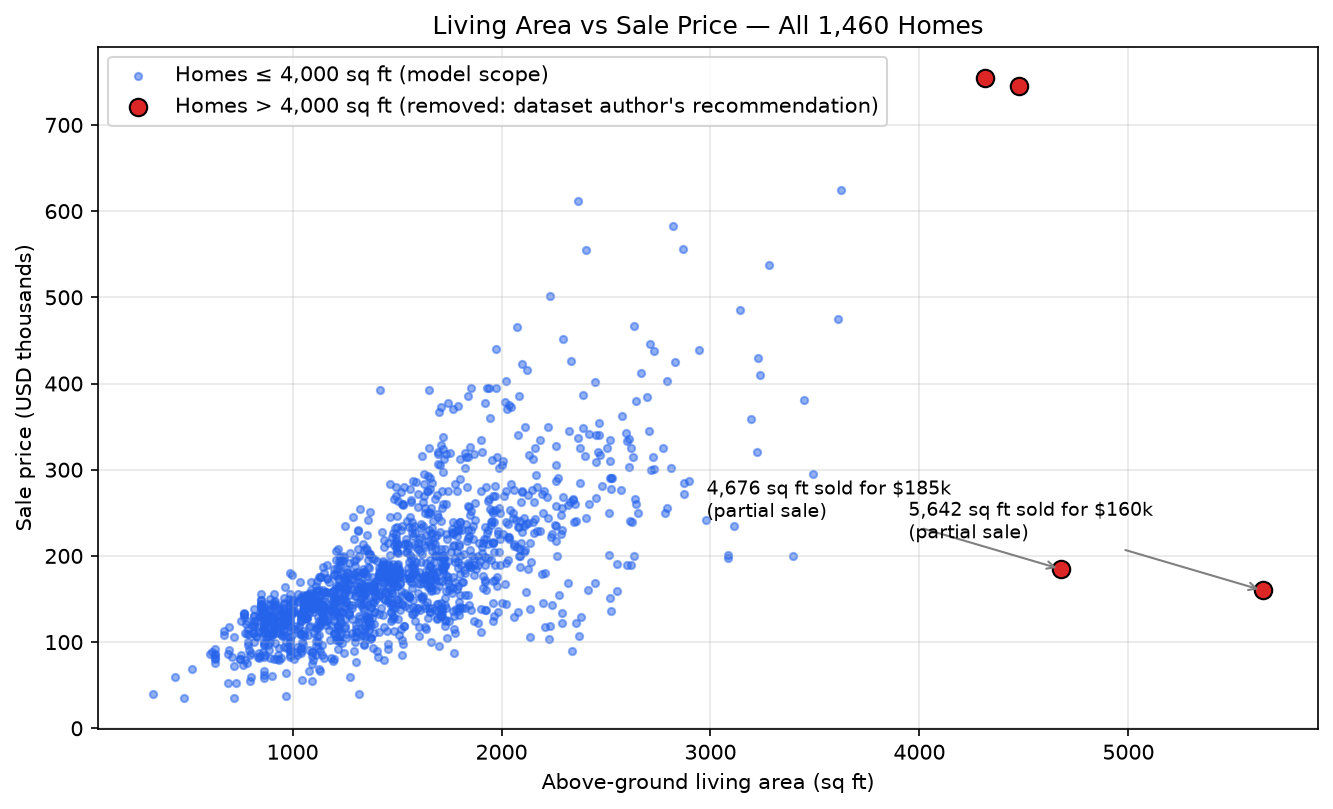 Living Area vs Sale Price — All 1,460 Homes
Homes ≤ 4,000 sq ft (model scope)
Homes > 4,000 sq ft (removed: dataset author's recommendation)
Sale price (USD thousands)
700
600
500
400
300
200
100
0
4,676 sq ft sold for $185k
(partial sale)
5,642 sq ft sold for $160k
(partial sale)
1000
2000
3000
4000
5000
Above-ground living area (sq ft)